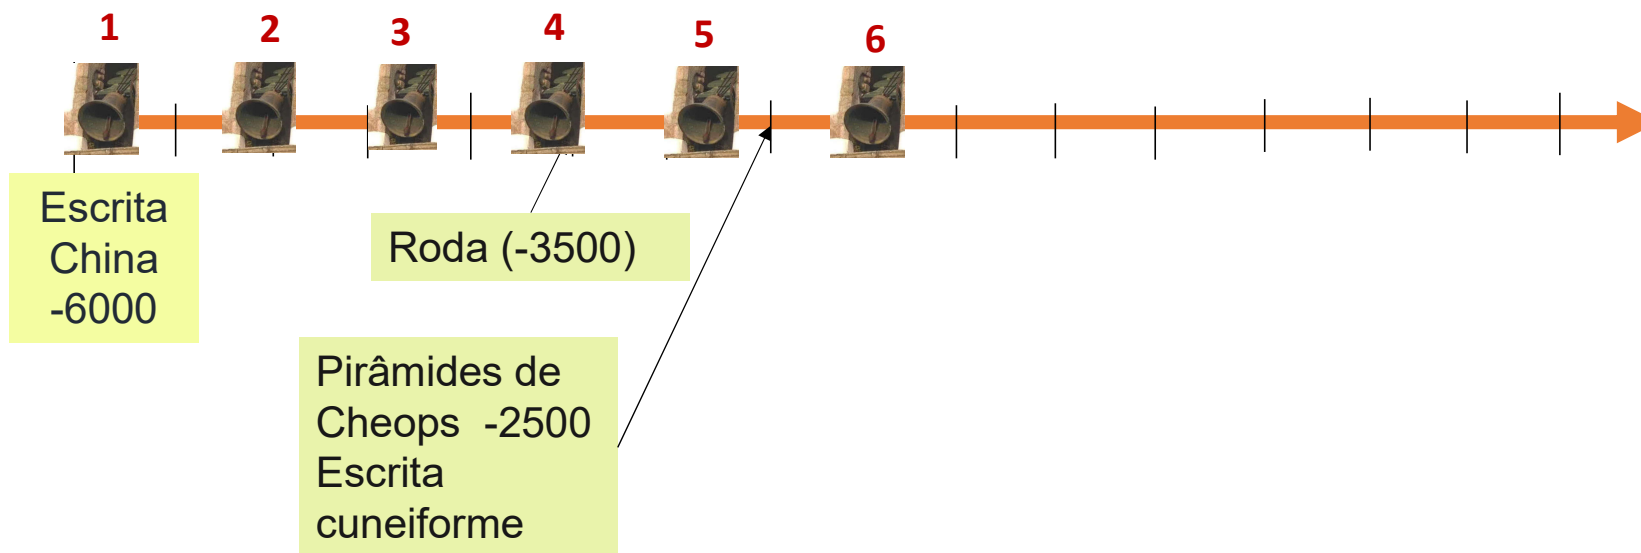 1 2 3 4 5 6
Escrita
China
-6000
Roda (-3500)
Pirâmides de
Cheops -2500
Escrita
cuneiforme